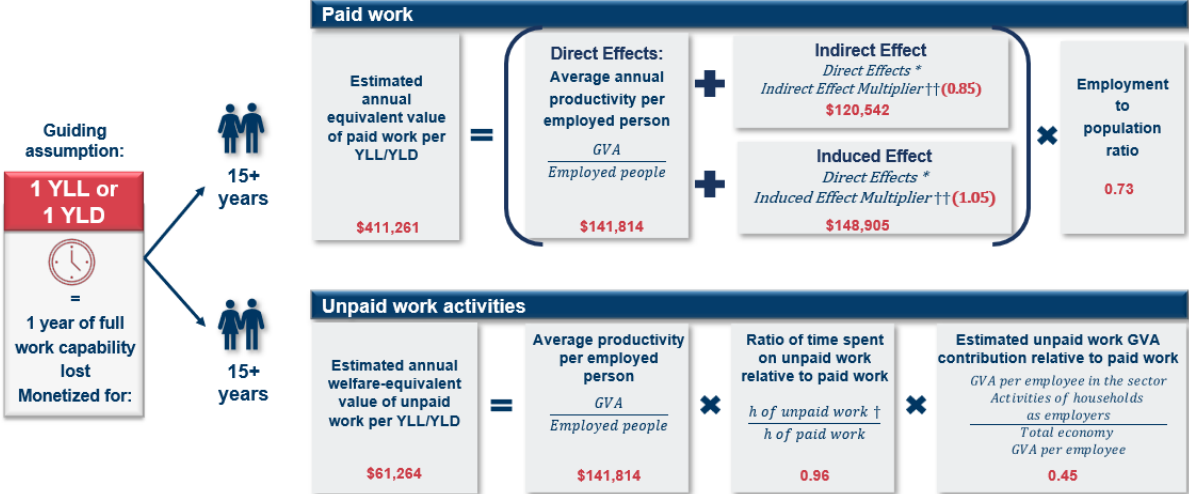 Paid work
Guiding
assumption:
1 YLL or
1 YLD
=
1 year of full
work capability
lost
Monetized for:
15+
years
15+
years
Estimated
annual
equivalent value
of paid work per
YLL/YLD
$411,261
=
Direct Effects:
Average annual
productivity per
employed person
GVA
Employed people
$141,814
+
Indirect Effect
Direct Effects *
Indirect Effect Multiplier †† (0.85)
$120,542
+
Induced Effect
Direct Effects *
Induced Effect Multiplier †† (1.05)
$148,905
×
Employment
to
population
ratio
0.73
Unpaid work activities
Estimated annual
welfare-equivalent
value of unpaid
work per YLL/YLD
$61,264
=
Average productivity
per employed
person
GVA
Employed people
$141,814
×
Ratio of time spent
on unpaid work
relative to paid work
h of unpaid work †
h of paid work
0.96
×
Estimated unpaid work GVA
contribution relative to paid work
GVA per employee in the sector
Activities of households
as employers
Total economy
GVA per employee
0.45